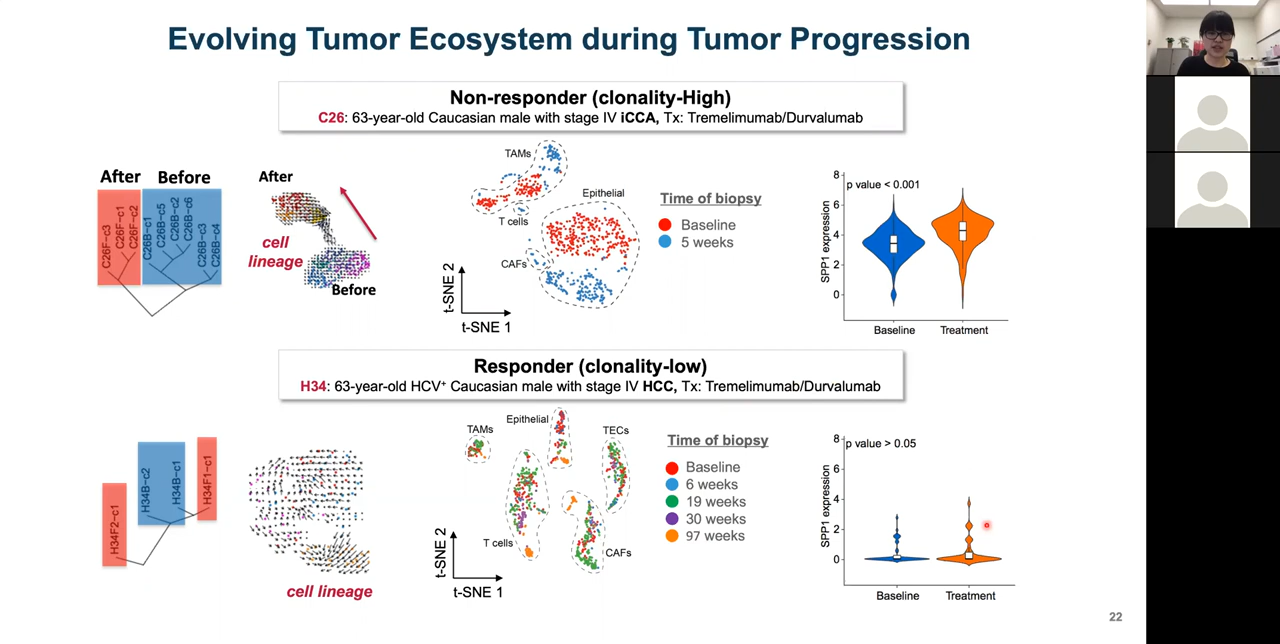 Evolving Tumor Ecosystem during Tumor Progression
Non-responder (clonality-High)
C26: 63-year-old Caucasian male with stage IV iCCA, Tx: Tremelimumab/Durvalumab
After Before
C26F-c3
C26F-c1
C26F-c2
C26B-c1
C26B-c5
C26B-c2
C26B-c6
C26B-c3
C26B-c4
After
cell
lineage
Before
TAMs
Epithelial
T cells
CAFs
t-SNE 2
t-SNE 1
Time of biopsy
Baseline
5 weeks
p value < 0.001
SPP1 expression
8
6
4
2
0
Baseline Treatment
Responder (clonality-low)
H34: 63-year-old HCV+ Caucasian male with stage IV HCC, Tx: Tremelimumab/Durvalumab
H34F2-c1
H34B-c2
H34B-c1
H34F1-c1
cell lineage
TAMs
Epithelial
TECs
T cells
CAFs
t-SNE 2
t-SNE 1
Time of biopsy
Baseline
6 weeks
19 weeks
30 weeks
97 weeks
p value > 0.05
SPP1 expression
8
6
4
2
0
Baseline Treatment
22